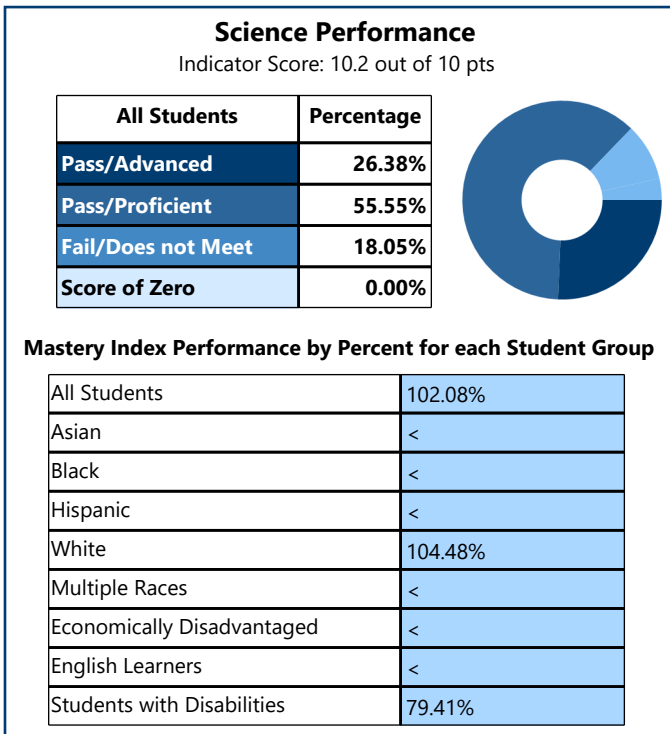 Science Performance
Indicator Score: 10.2 out of 10 pts
All Students Percentage
Pass/Advanced 26.38%
Pass/Proficient 55.55%
Fail/Does not Meet 18.05%
Score of Zero 0.00%
Mastery Index Performance by Percent for each Student Group
All Students 102.08%
Asian <
Black <
Hispanic <
White 104.48%
Multiple Races <
Economically Disadvantaged <
English Learners <
Students with Disabilities 79.41%